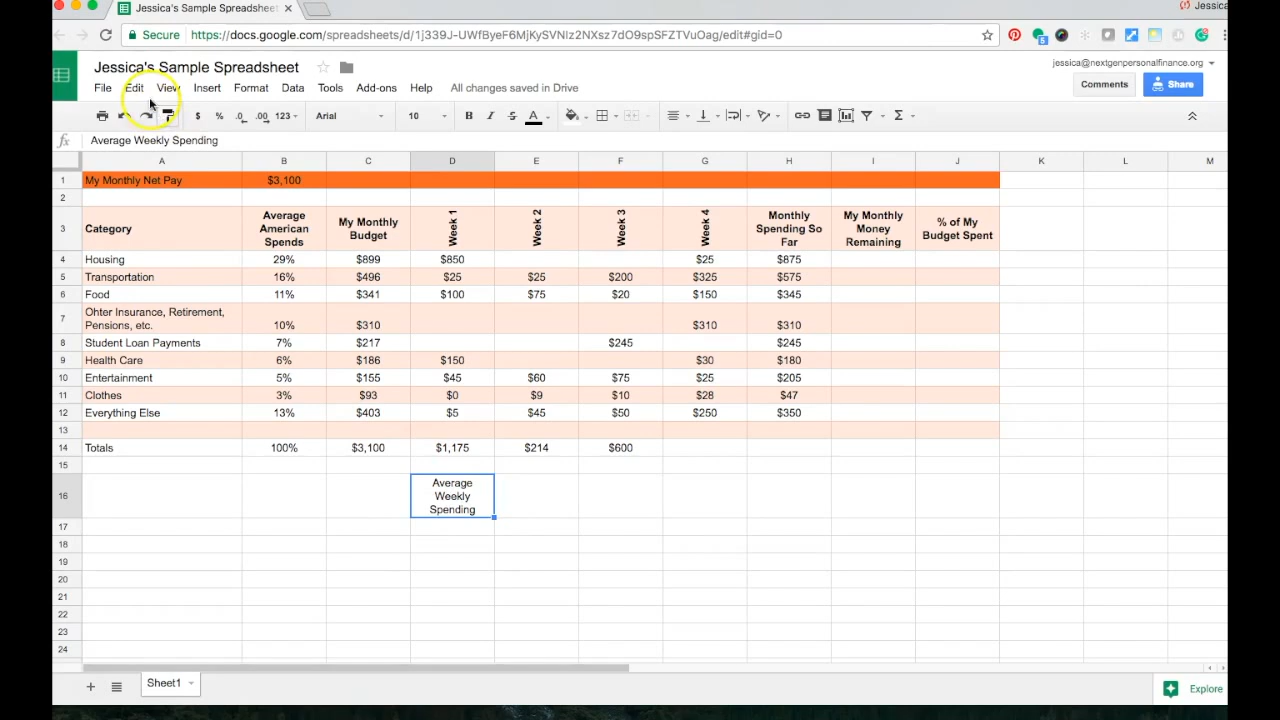 Jessica's Sample Spreadsheet
Jessica
Secure https://docs.google.com/spreadsheets/d/1j339J-UWfByeF6MjKySVNIz2NXsz7dO9spSFZTVuOag/edit#gid=0
5
Jessica's Sample Spreadsheet
jessica@nextgenpersonalfinance.org
File Edit View Insert Format Data Tools Add-ons Help All changes saved in Drive
Comments Share
$ % .0 .00 123 Arial 10 B I S A
fx Average Weekly Spending
A B C D E F G H I J K L M
1 My Monthly Net Pay $3,100
2
3 Category Average American Spends My Monthly Budget Week 1 Week 2 Week 3 Week 4 Monthly Spending So Far My Monthly Money Remaining % of My Budget Spent
4 Housing 29% $899 $850 $25 $875
5 Transportation 16% $496 $25 $25 $200 $325 $575
6 Food 11% $341 $100 $75 $20 $150 $345
7 Ohter Insurance, Retirement, Pensions, etc. 10% $310 $310 $310
8 Student Loan Payments 7% $217 $245 $245
9 Health Care 6% $186 $150 $30 $180
10 Entertainment 5% $155 $45 $60 $75 $25 $205
11 Clothes 3% $93 $0 $9 $10 $28 $47
12 Everything Else 13% $403 $5 $45 $50 $250 $350
13
14 Totals 100% $3,100 $1,175 $214 $600
15
16 Average Weekly Spending
17
18
19
20
21
22
23
24
Sheet1
Explore